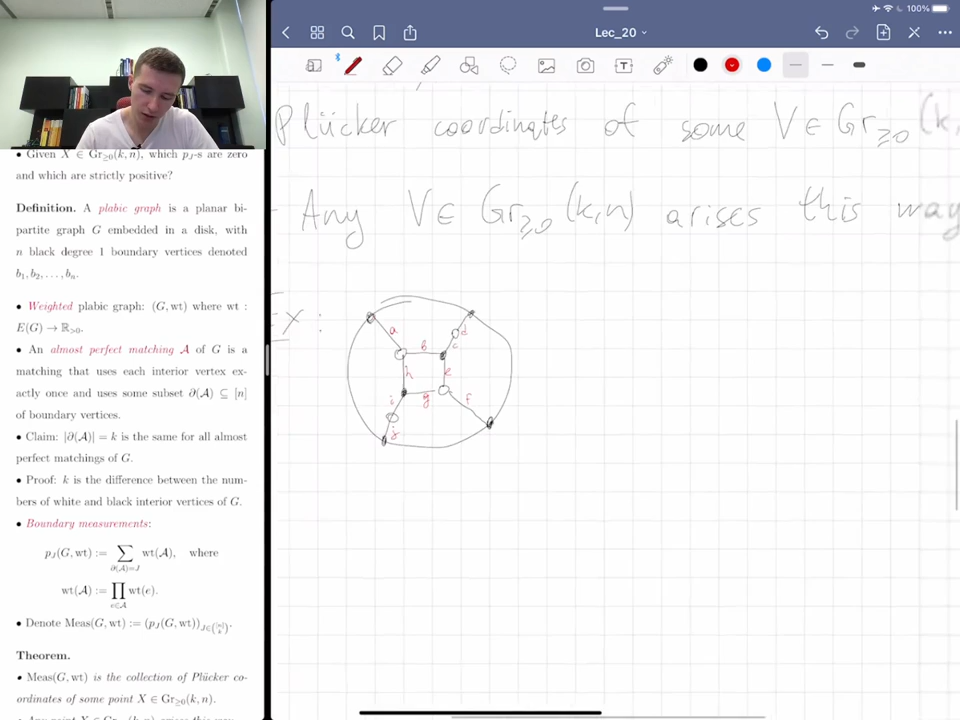 100%
Lec_20
• Given X ∈ Gr≥0(k, n), which pJ-s are zero
and which are strictly positive?
Definition. A plabic graph is a planar bi-
partite graph G embedded in a disk, with
n black degree 1 boundary vertices denoted
b1, b2, . . . , bn.
• Weighted plabic graph: (G, wt) where wt :
E(G) → ℝ>0.
• An almost perfect matching 𝒜 of G is a
matching that uses each interior vertex ex-
actly once and uses some subset ∂(𝒜) ⊆ [n]
of boundary vertices.
• Claim: |∂(𝒜)| = k is the same for all almost
perfect matchings of G.
• Proof: k is the difference between the num-
bers of white and black interior vertices of G.
• Boundary measurements:
pJ(G, wt) := ∑ wt(𝒜), where
∂(𝒜)=J
wt(𝒜) := ∏ wt(e).
e∈𝒜
• Denote Meas(G, wt) := (pJ(G, wt))J∈([n] k).
Theorem.
• Meas(G, wt) is the collection of Plücker co-
ordinates of some point X ∈ Gr≥0(k, n).
Plücker coordinates of some V ∈ Gr≥0 (k,
- Any V ∈ Gr≥0 (k,n) arises this way
Ex:
a
d
b
c
h
e
i
g
f
j